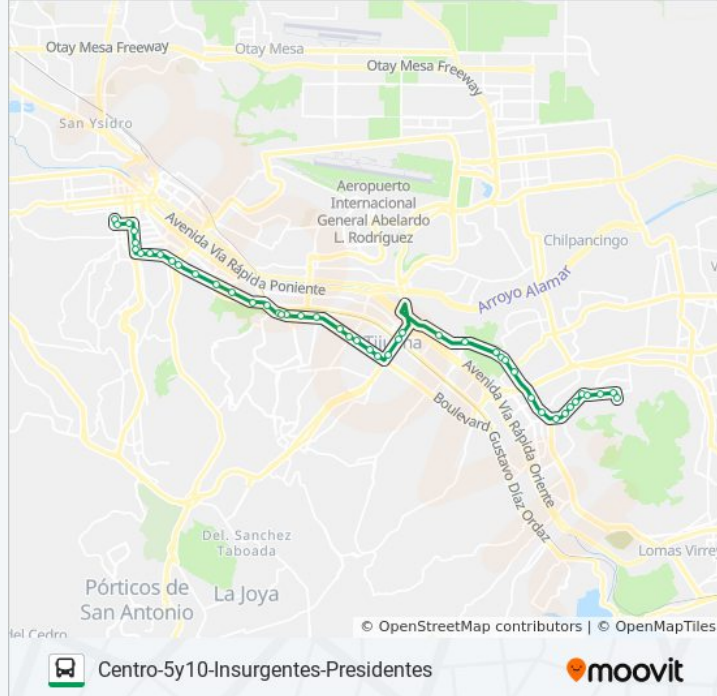 Otay Mesa Freeway
Otay Mesa
Otay Mesa Freeway
San Ysidro
Aeropuerto
Internacional
General Abelardo
L. Rodríguez
Chilpancingo
Avenida Vía Rápida Poniente
Arroyo Alamar
Tijuana
Avenida Vía Rápida Oriente
Boulevard Gustavo Díaz Ordaz
Del. Sanchez
Taboada
Lomas Virrey
Pórticos de
San Antonio
La Joya
del Cedro
© OpenStreetMap contributors | © OpenMapTiles
Centro-5y10-Insurgentes-Presidentes
moovit